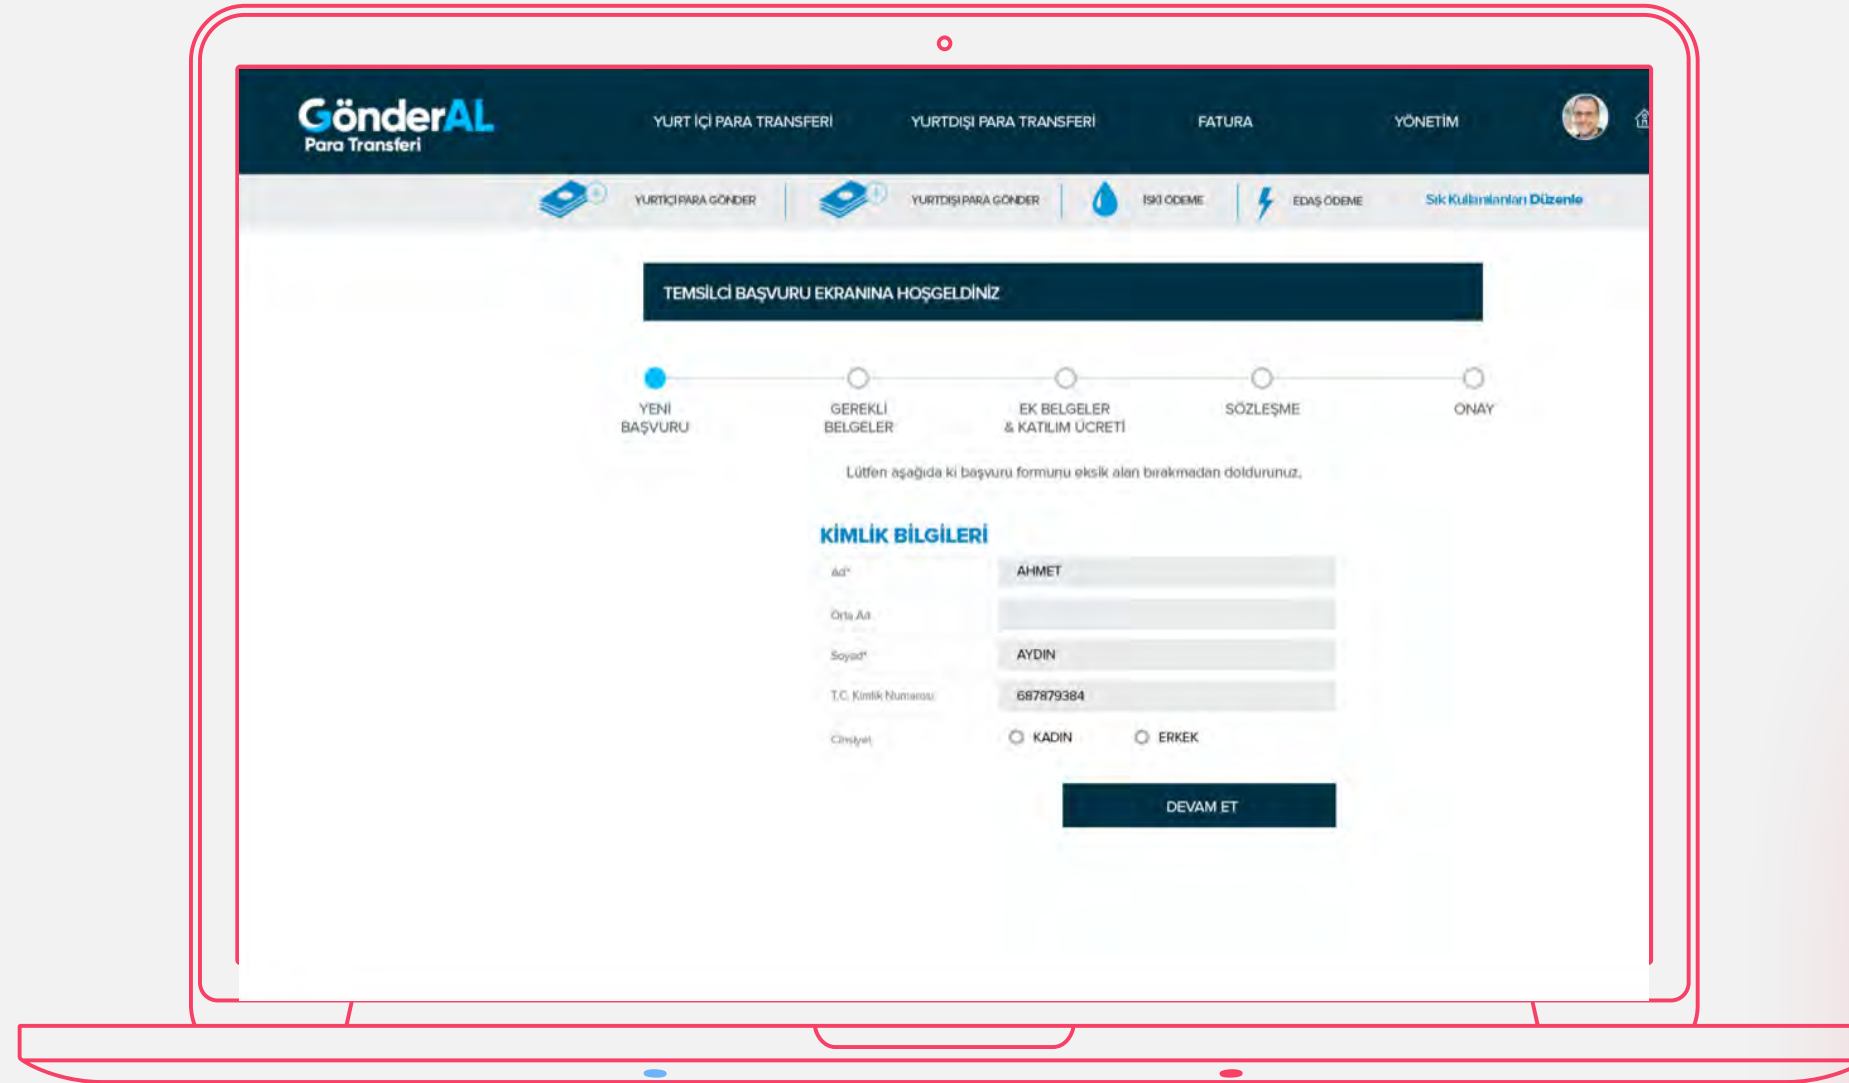 GönderAL
Para Transferi
YURT İÇİ PARA TRANSFERİ
YURTDIŞI PARA TRANSFERİ
FATURA
YÖNETİM
YURTİÇİ PARA GÖNDER
YURTDIŞI PARA GÖNDER
İSKİ ÖDEME
EDAŞ ÖDEME
Sık Kullanılanları Düzenle
TEMSİLCİ BAŞVURU EKRANINA HOŞGELDİNİZ
YENİ
BAŞVURU
GEREKLİ
BELGELER
EK BELGELER
& KATILIM ÜCRETİ
SÖZLEŞME
ONAY
Lütfen aşağıda ki başvuru formunu eksik alan bırakmadan doldurunuz.
KİMLİK BİLGİLERİ
Ad*
AHMET
Orta Ad
Soyad*
AYDIN
T.C. Kimlik Numarası
687879384
Cinsiyet
KADIN
ERKEK
DEVAM ET